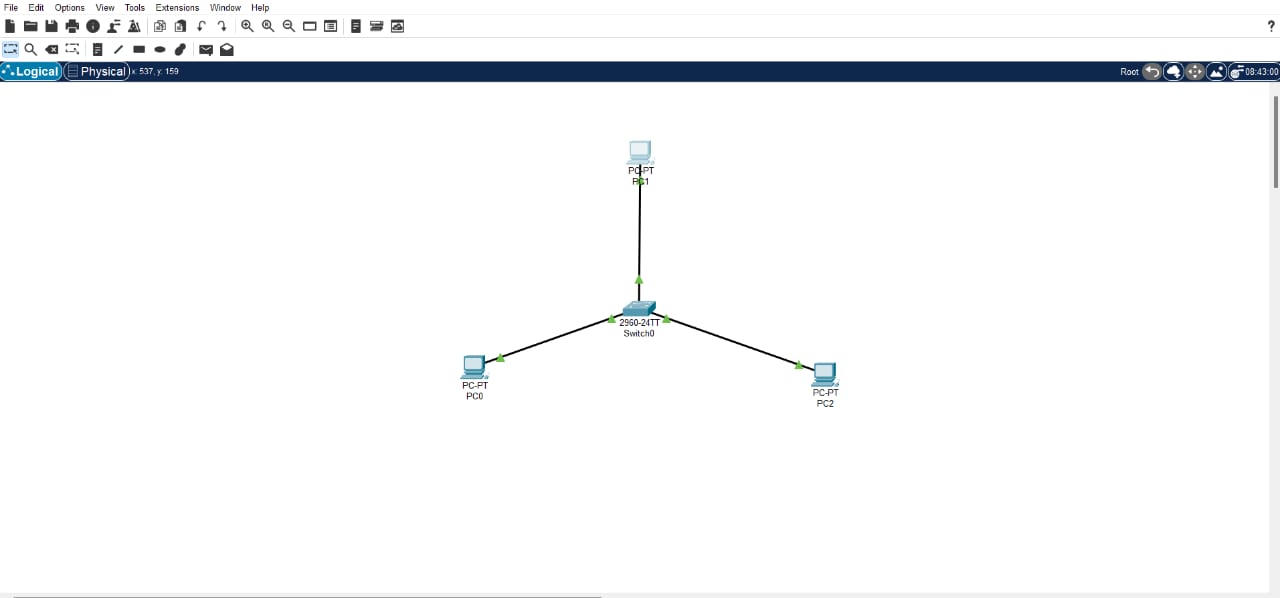 File Edit Options View Tools Extensions Window Help
?
Logical Physical x: 537, y: 159 Root 08:43:00
PC-PT
PC1
2960-24TT
Switch0
PC-PT
PC0
PC-PT
PC2